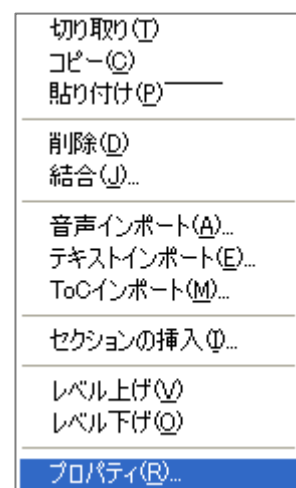 切り取り(T)
コピー(C)
貼り付け(P)
削除(D)
結合(J)...
音声インポート(A)...
テキストインポート(E)...
ToCインポート(M)...
セクションの挿入(I)...
レベル上げ(V)
レベル下げ(O)
プロパティ(R)...